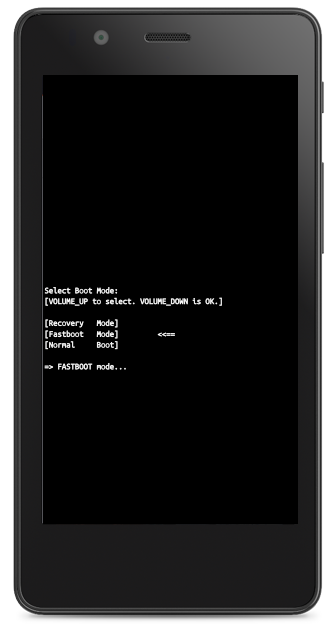 Select Boot Mode:
[VOLUME_UP to select. VOLUME_DOWN is OK.]
[Recovery Mode]
[Fastboot Mode] <<==
[Normal Boot]
=> FASTBOOT mode...